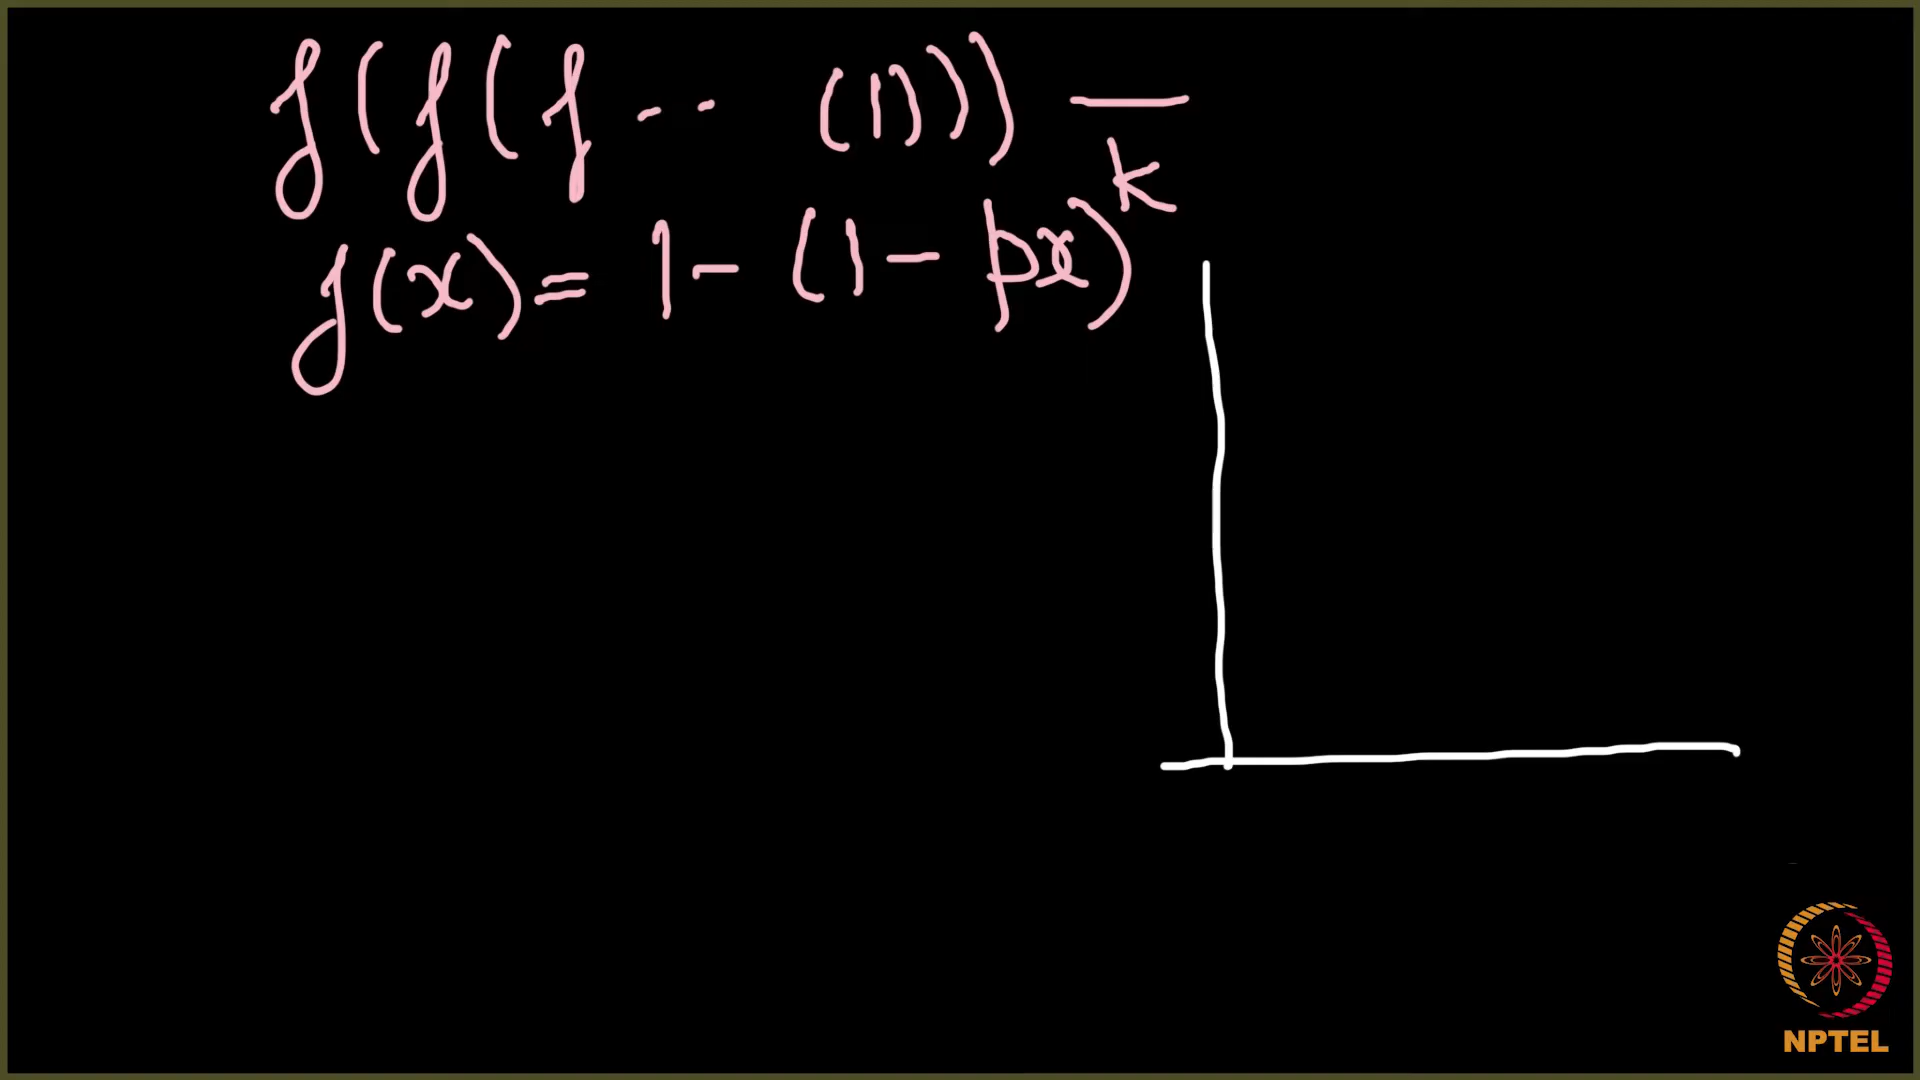 f(f(f -- (1))) —
f(x) = 1 - (1 - px)^k
NPTEL